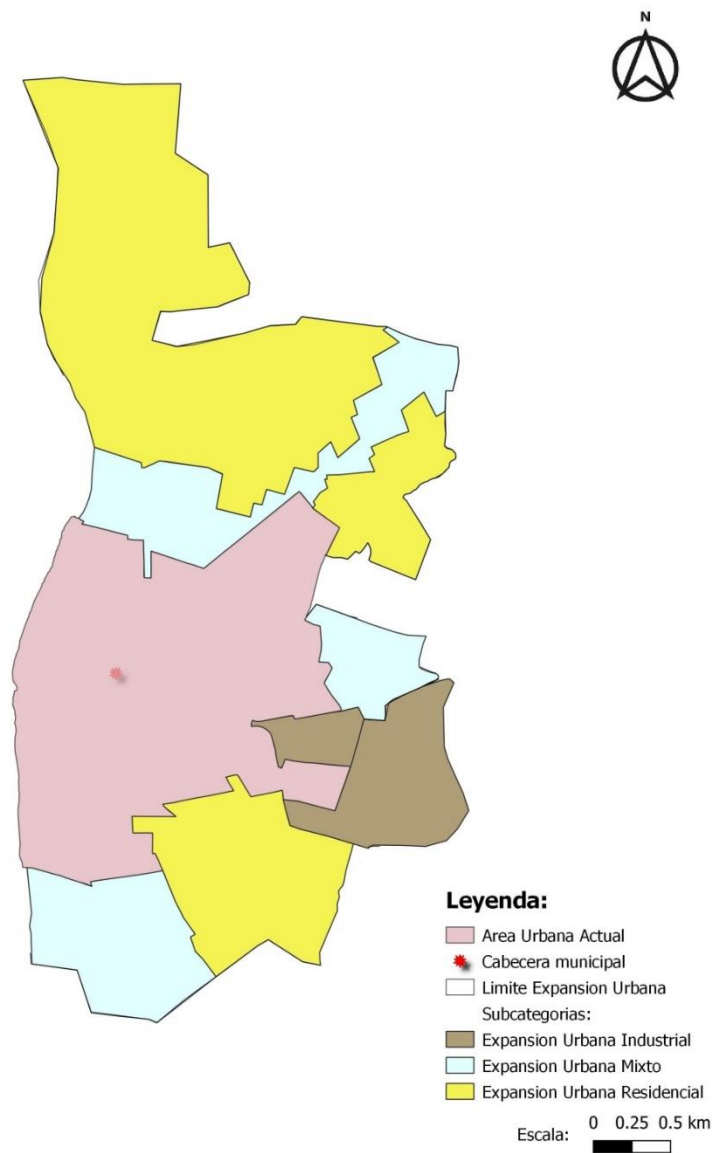 N
Leyenda:
Area Urbana Actual
Cabecera municipal
Limite Expansion Urbana
Subcategorias:
Expansion Urbana Industrial
Expansion Urbana Mixto
Expansion Urbana Residencial
Escala: 0 0.25 0.5 km